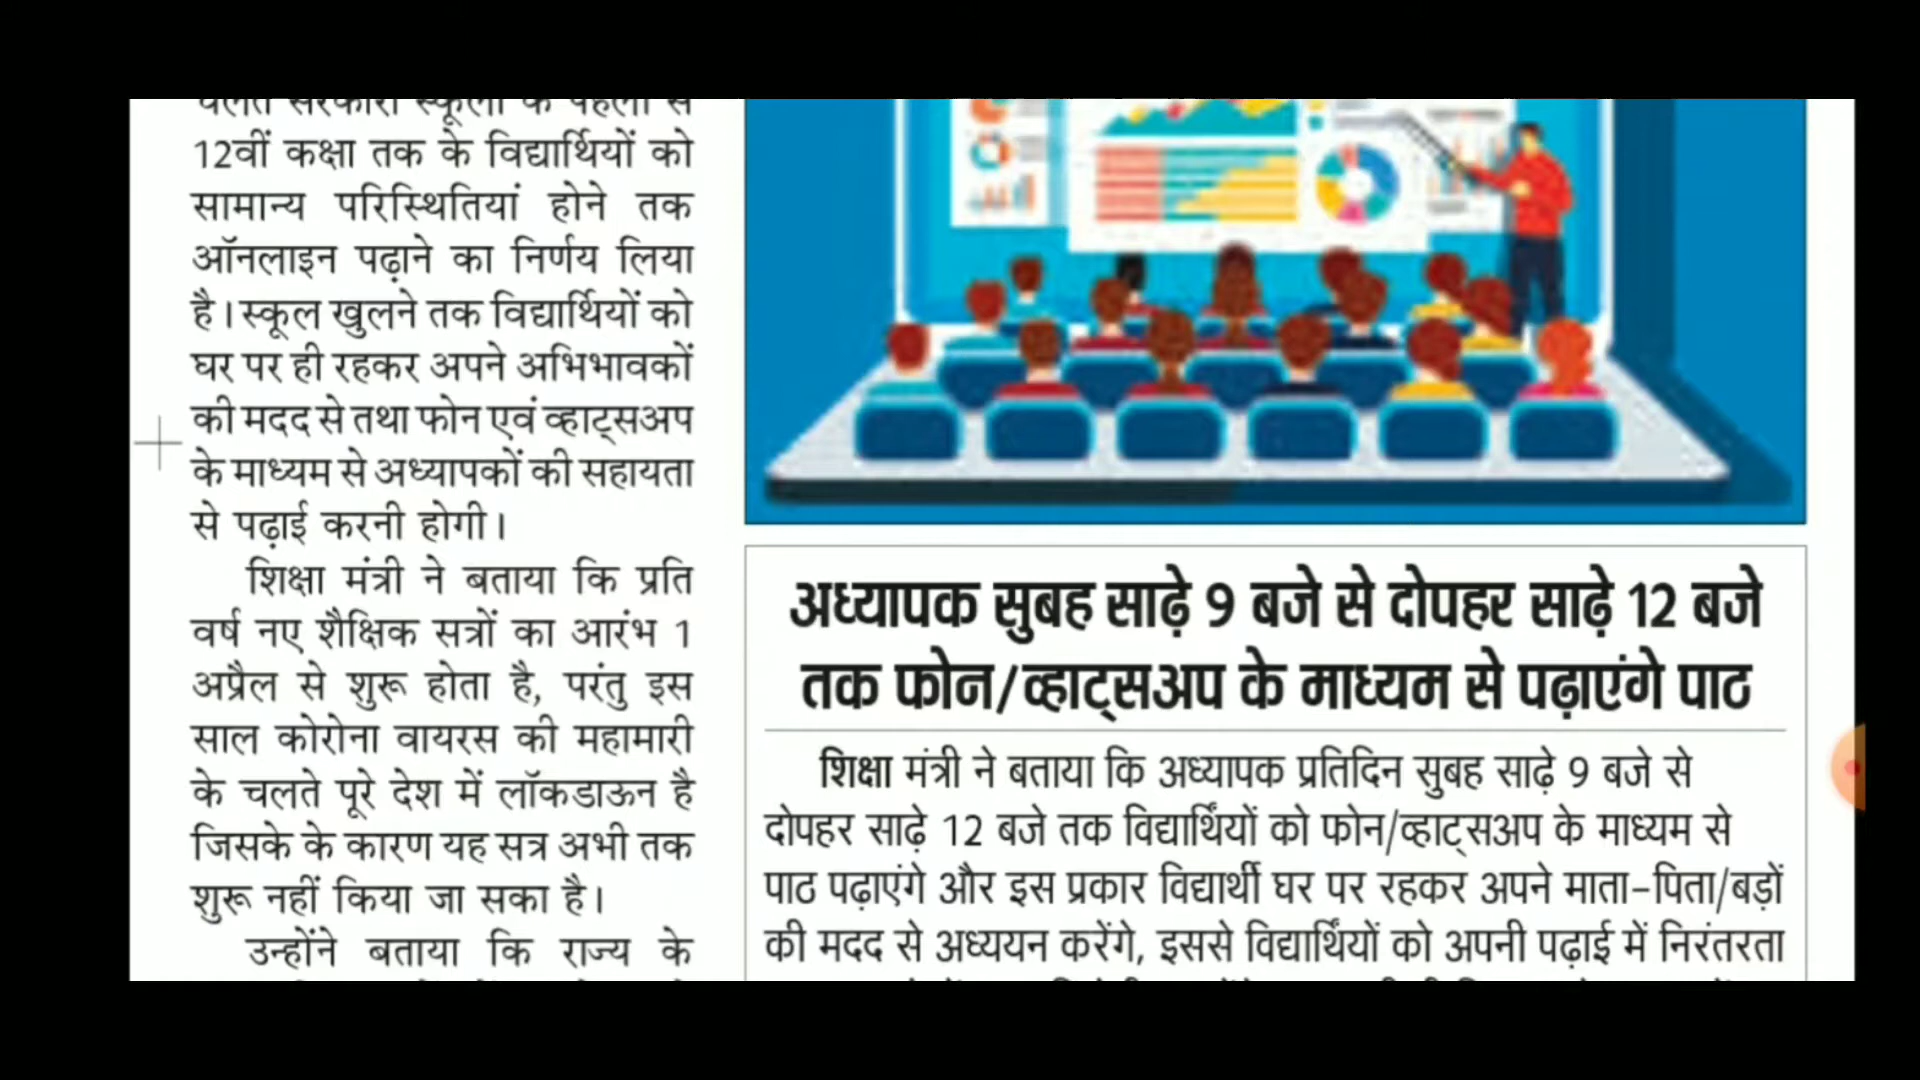 चलते सरकारी स्कूलों के पहली से
12वीं कक्षा तक के विद्यार्थियों को
सामान्य परिस्थितियां होने तक
ऑनलाइन पढ़ाने का निर्णय लिया
है। स्कूल खुलने तक विद्यार्थियों को
घर पर ही रहकर अपने अभिभावकों
की मदद से तथा फोन एवं व्हाट्सअप
के माध्यम से अध्यापकों की सहायता
से पढ़ाई करनी होगी।
शिक्षा मंत्री ने बताया कि प्रति
वर्ष नए शैक्षिक सत्रों का आरंभ 1
अप्रैल से शुरू होता है, परंतु इस
साल कोरोना वायरस की महामारी
के चलते पूरे देश में लॉकडाऊन है
जिसके के कारण यह सत्र अभी तक
शुरू नहीं किया जा सका है।
उन्होंने बताया कि राज्य के
अध्यापक सुबह साढ़े 9 बजे से दोपहर साढ़े 12 बजे
तक फोन/व्हाट्सअप के माध्यम से पढ़ाएंगे पाठ
शिक्षा मंत्री ने बताया कि अध्यापक प्रतिदिन सुबह साढ़े 9 बजे से
दोपहर साढ़े 12 बजे तक विद्यार्थियों को फोन/व्हाट्सअप के माध्यम से
पाठ पढ़ाएंगे और इस प्रकार विद्यार्थी घर पर रहकर अपने माता-पिता/बड़ों
की मदद से अध्ययन करेंगे, इससे विद्यार्थियों को अपनी पढ़ाई में निरंतरता